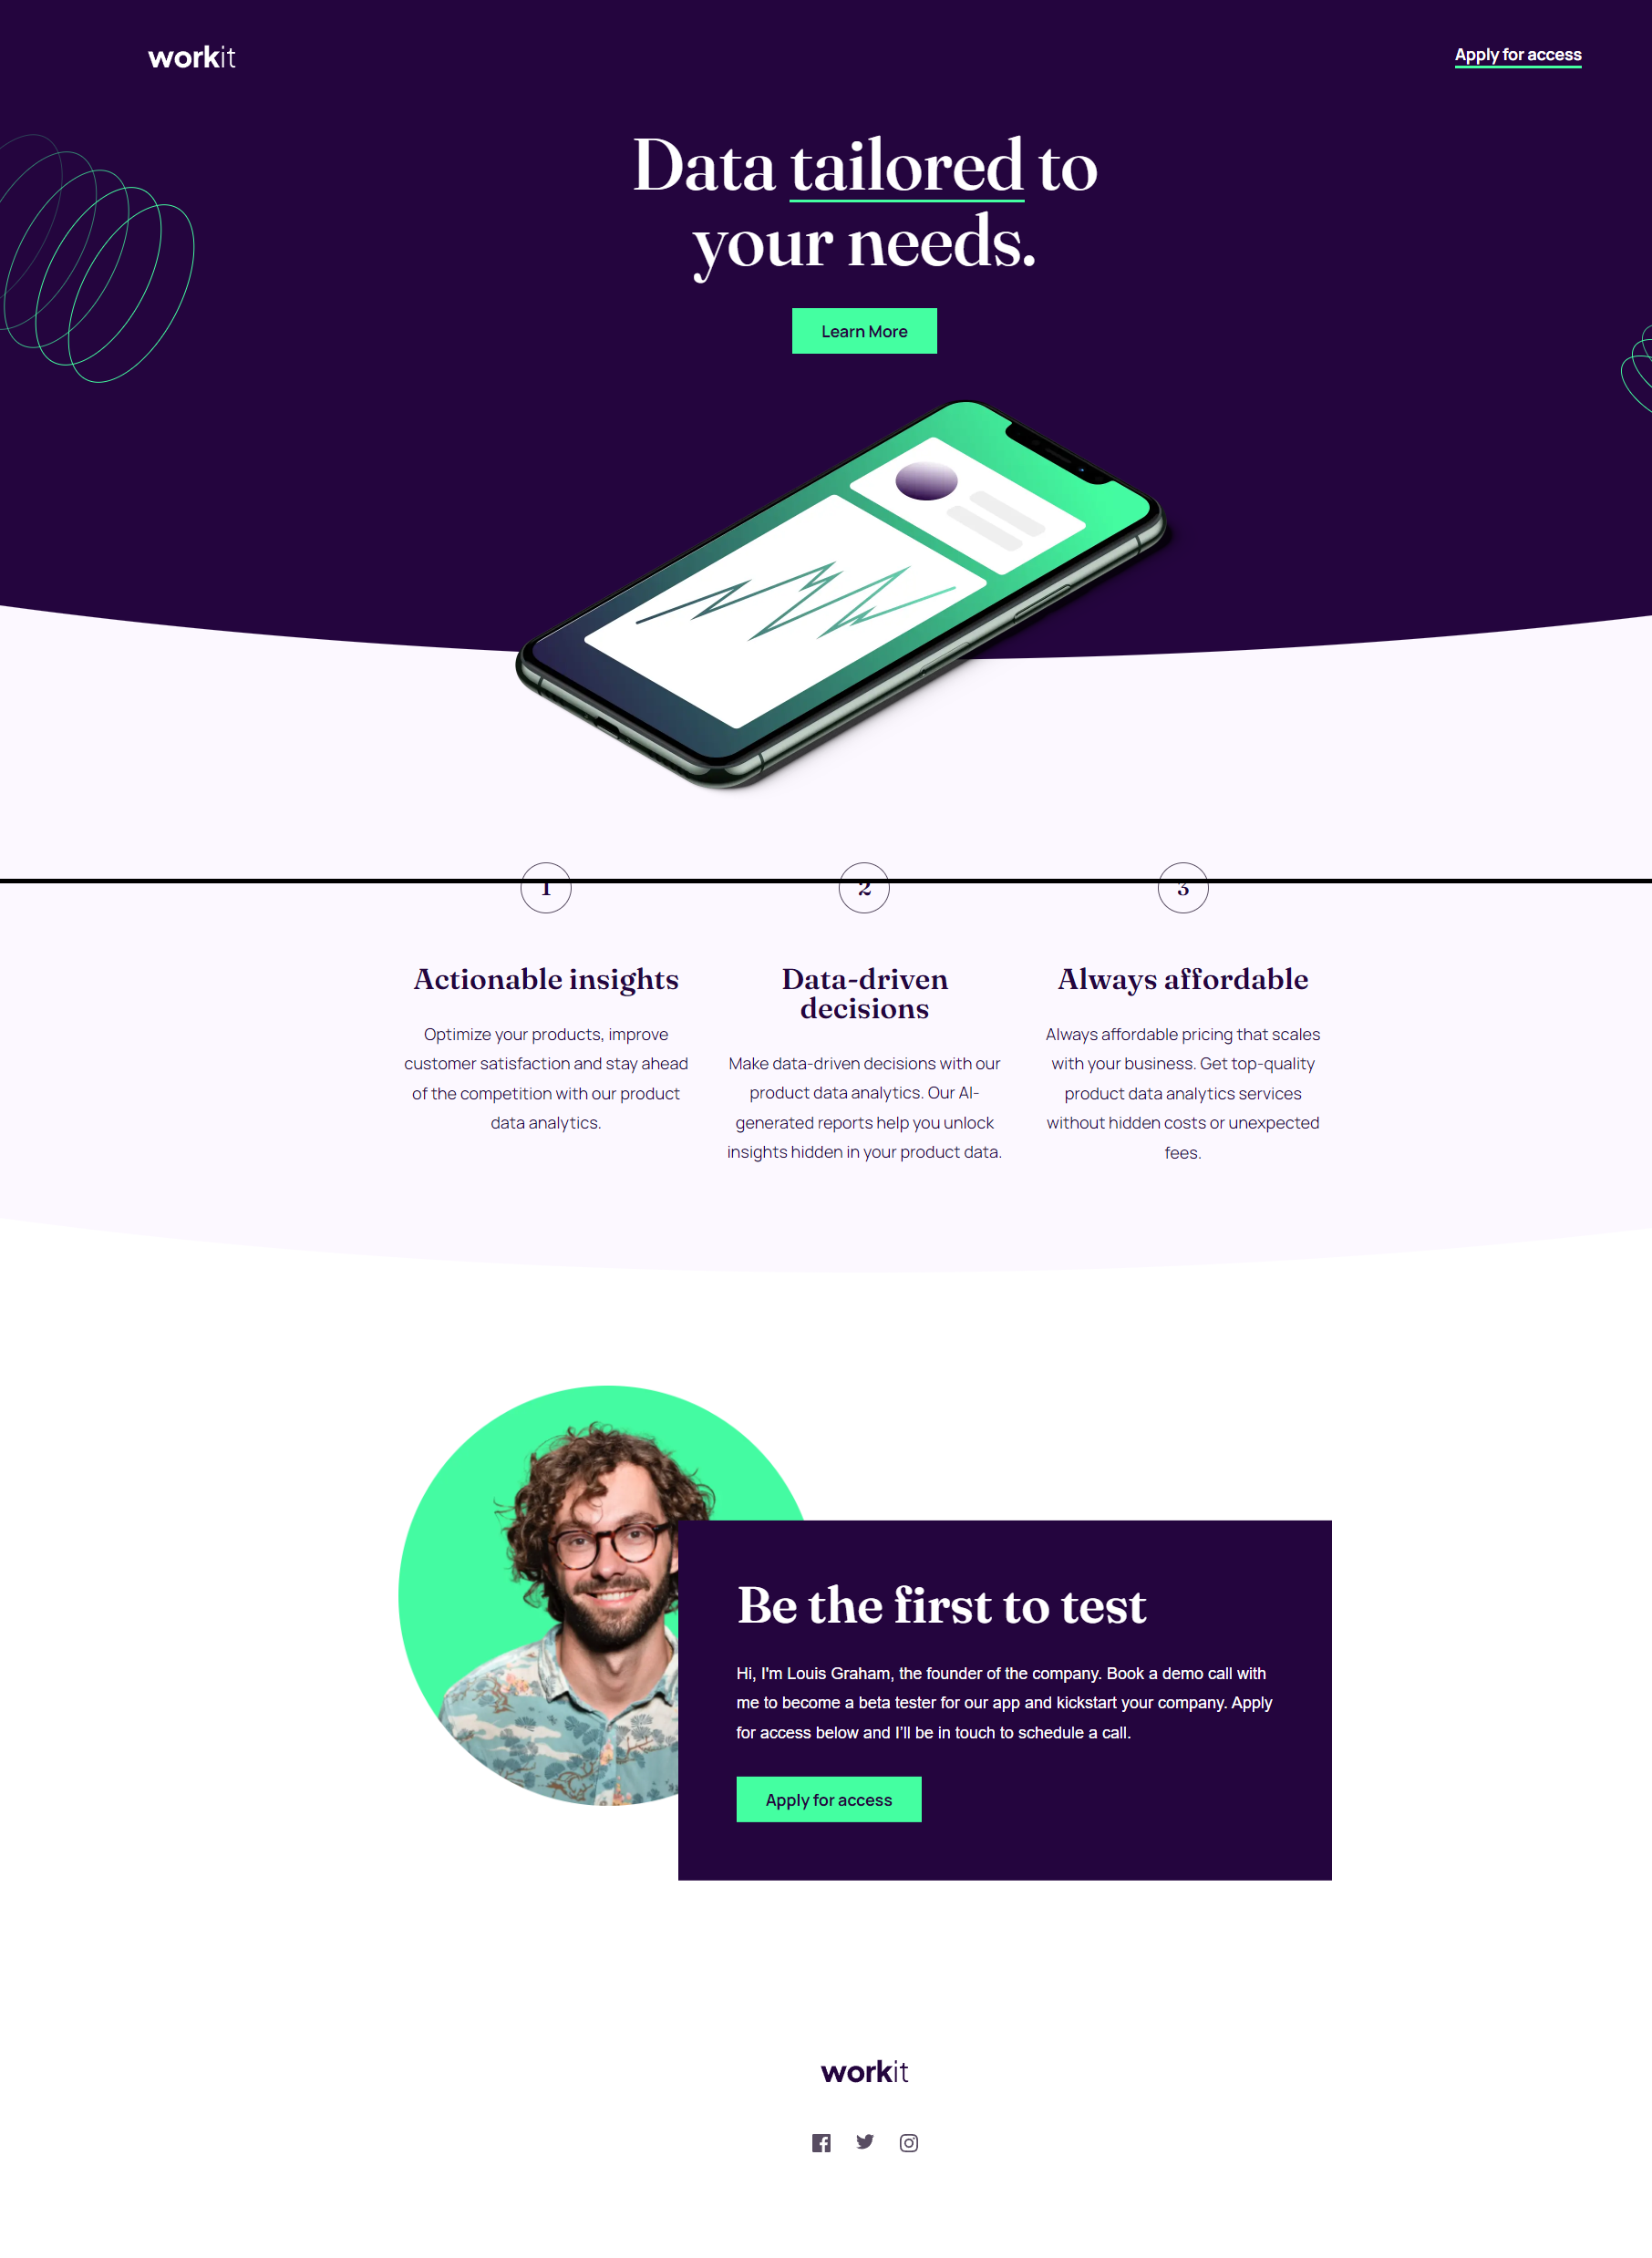 workit
Apply for access
Data tailored to
your needs.
Learn More
1
2
3
Actionable insights
Optimize your products, improve
customer satisfaction and stay ahead
of the competition with our product
data analytics.
Data-driven
decisions
Make data-driven decisions with our
product data analytics. Our AI-
generated reports help you unlock
insights hidden in your product data.
Always affordable
Always affordable pricing that scales
with your business. Get top-quality
product data analytics services
without hidden costs or unexpected
fees.
Be the first to test
Hi, I'm Louis Graham, the founder of the company. Book a demo call with
me to become a beta tester for our app and kickstart your company. Apply
for access below and I'll be in touch to schedule a call.
Apply for access
workit